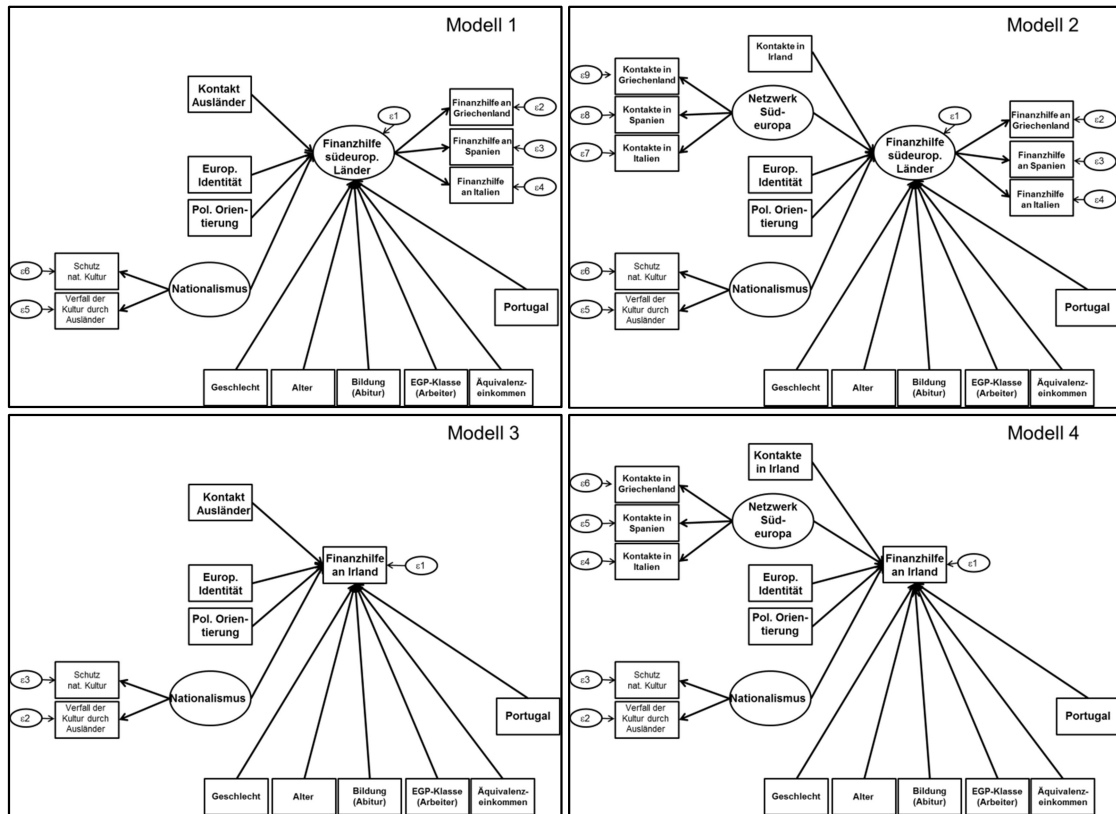 Modell 1
Kontakt
Ausländer
ε1
Finanzhilfe
südeurop.
Länder
Finanzhilfe an
Griechenland
ε2
Finanzhilfe
an Spanien
ε3
Finanzhilfe
an Italien
ε4
Europ.
Identität
Pol. Orien-
tierung
ε6
Schutz
nat. Kultur
ε5
Verfall der
Kultur durch
Ausländer
Nationalismus
Portugal
Geschlecht
Alter
Bildung
(Abitur)
EGP-Klasse
(Arbeiter)
Äquivalenz-
einkommen
Modell 2
Kontakte
in Irland
ε9
Kontakte in
Griechenland
ε8
Kontakte in
Spanien
ε7
Kontakte in
Italien
Netzwerk
Süd-
europa
ε1
Finanzhilfe
südeurop.
Länder
Finanzhilfe an
Griechenland
ε2
Finanzhilfe
an Spanien
ε3
Finanzhilfe
an Italien
ε4
Europ.
Identität
Pol. Orien-
tierung
ε6
Schutz
nat. Kultur
ε5
Verfall der
Kultur durch
Ausländer
Nationalismus
Portugal
Geschlecht
Alter
Bildung
(Abitur)
EGP-Klasse
(Arbeiter)
Äquivalenz-
einkommen
Modell 3
Kontakt
Ausländer
Finanzhilfe
an Irland
ε1
Europ.
Identität
Pol. Orien-
tierung
ε3
Schutz
nat. Kultur
ε2
Verfall der
Kultur durch
Ausländer
Nationalismus
Portugal
Geschlecht
Alter
Bildung
(Abitur)
EGP-Klasse
(Arbeiter)
Äquivalenz-
einkommen
Modell 4
Kontakte
in Irland
ε6
Kontakte in
Griechenland
ε5
Kontakte in
Spanien
ε4
Kontakte in
Italien
Netzwerk
Süd-
europa
Finanzhilfe
an Irland
ε1
Europ.
Identität
Pol. Orien-
tierung
ε3
Schutz
nat. Kultur
ε2
Verfall der
Kultur durch
Ausländer
Nationalismus
Portugal
Geschlecht
Alter
Bildung
(Abitur)
EGP-Klasse
(Arbeiter)
Äquivalenz-
einkommen